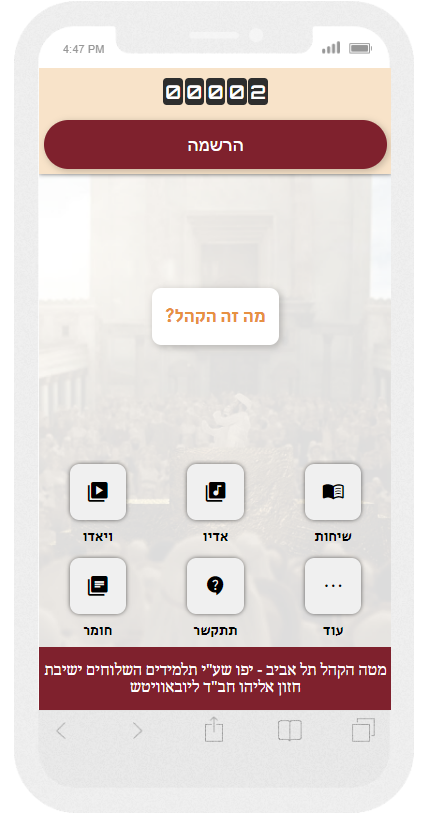 4:47 PM
00002
הרשמה
מה זה הקהל?
שיחות
אדיו
ויאדו
עוד
תתקשר
חומר
מטה הקהל תל אביב - יפו שע"י תלמידים השלוחים ישיבת
חזון אליהו חב"ד ליובאוויטש